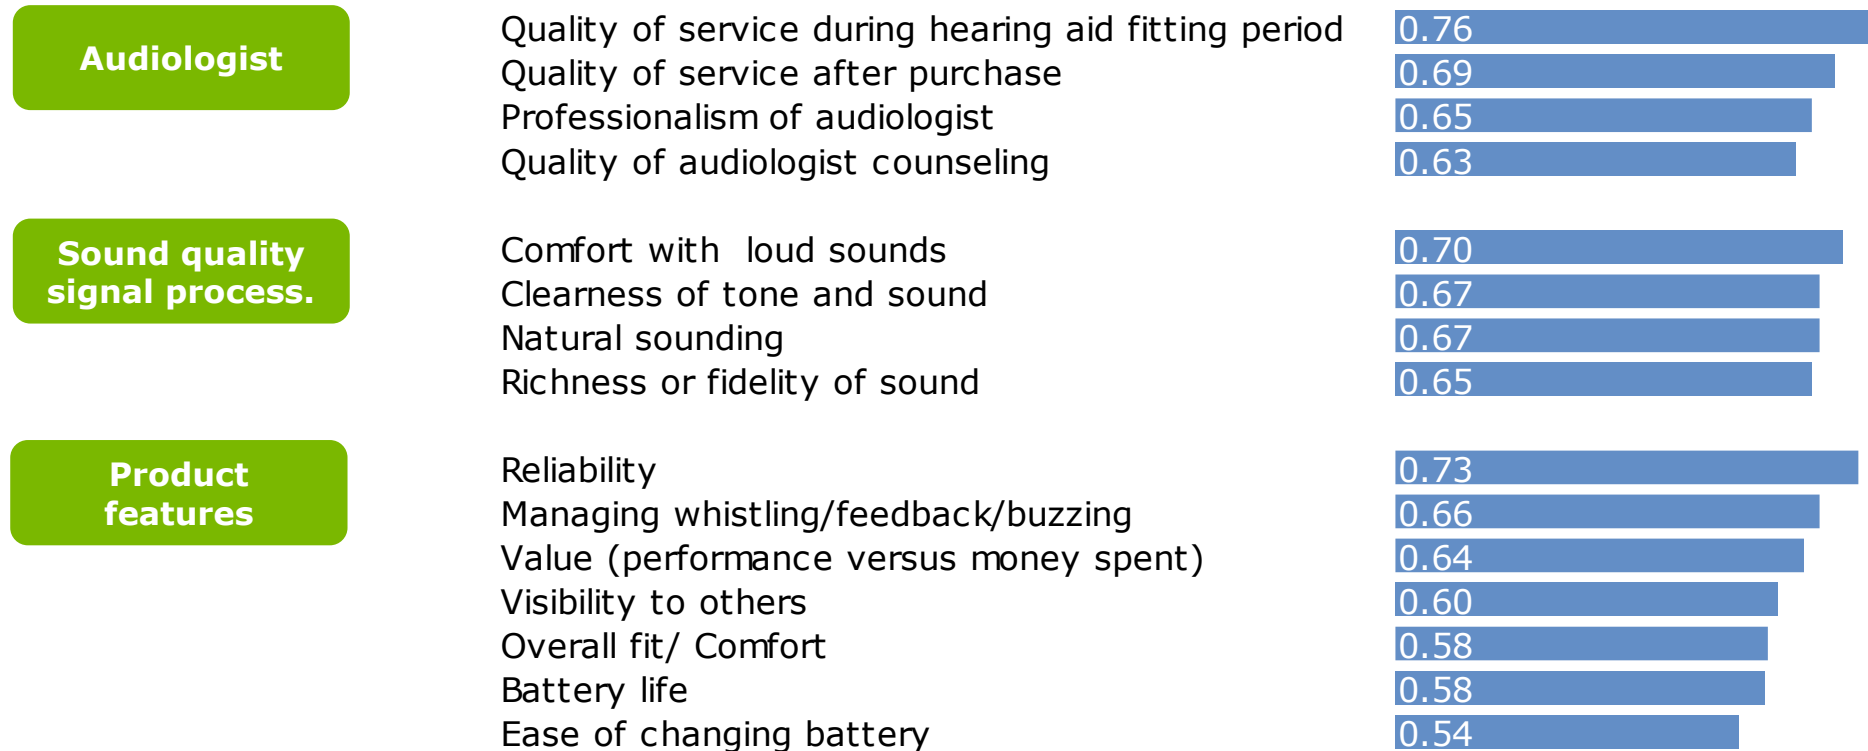 Audiologist
Quality of service during hearing aid fitting period 0.76
Quality of service after purchase 0.69
Professionalism of audiologist 0.65
Quality of audiologist counseling 0.63
Sound quality
signal process.
Comfort with loud sounds 0.70
Clearness of tone and sound 0.67
Natural sounding 0.67
Richness or fidelity of sound 0.65
Product
features
Reliability 0.73
Managing whistling/feedback/buzzing 0.66
Value (performance versus money spent) 0.64
Visibility to others 0.60
Overall fit/ Comfort 0.58
Battery life 0.58
Ease of changing battery 0.54